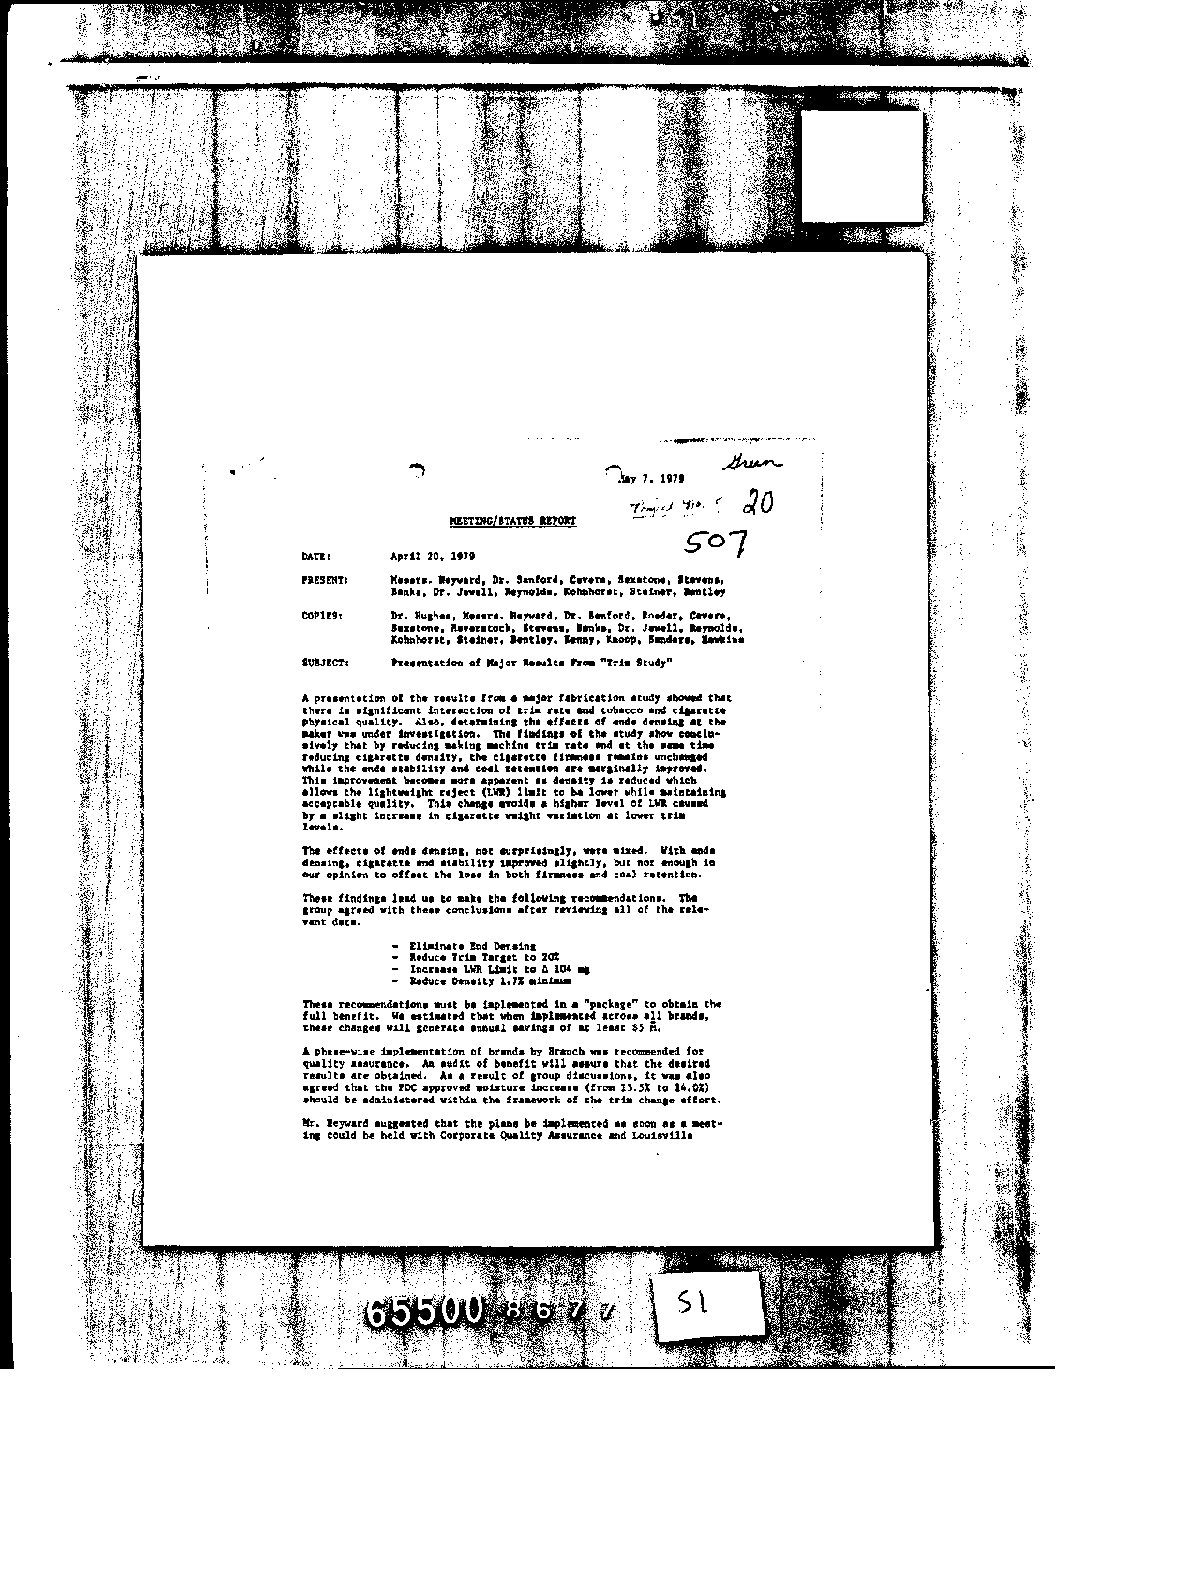 Green
May 7, 1979
Project No. 20
507
MEETING/STATUS REPORT
DATE: April 20, 1979
PRESENT: Messrs. Heyward, Dr. Sanford, Cavera, Saxstone, Stevens,
Banks, Dr. Jewell, Reynolds, Kohnhorst, Steiner, Bentley
COPIES: Dr. Hughes, Messrs. Heyward, Dr. Sanford, Roeder, Cavera,
Saxstone, Haverstock, Stevens, Banks, Dr. Jewell, Reynolds,
Kohnhorst, Steiner, Bentley, Kenny, Knopp, Sanders, Hawkins
SUBJECT: Presentation of Major Results From "Trim Study"
A presentation of the results from a major fabrication study showed that
there is significant interaction of trim rate and tobacco and cigarette
physical quality. Also, determining the effects of ends densing at the
maker was under investigation. The findings of the study show conclu-
sively that by reducing making machine trim rate and at the same time
reducing cigarette density, the cigarette firmness remains unchanged
while the ends stability and coal retention are marginally improved.
This improvement becomes more apparent as density is reduced which
allows the lightweight reject (LWR) limit to be lower while maintaining
acceptable quality. This change avoids a higher level of LWR caused
by a slight increase in cigarette weight variation at lower trim
levels.
The effects of ends densing, not surprisingly, were mixed. With ends
densing, cigarette end stability improved slightly, but not enough in
our opinion to offset the loss in both firmness and coal retention.
These findings lead us to make the following recommendations. The
group agreed with these conclusions after reviewing all of the rele-
vant data.
- Eliminate End Densing
- Reduce Trim Target to 20%
- Increase LWR Limit to Δ 104 mg
- Reduce Density 1.7% minimum
These recommendations must be implemented in a "package" to obtain the
full benefit. We estimated that when implemented across all brands,
these changes will generate annual savings of at least $5 M.
A phase-wise implementation of brands by Branch was recommended for
quality assurance. An audit of benefit will assure that the desired
results are obtained. As a result of group discussions, it was also
agreed that the PDC approved moisture increase (from 13.5% to 14.0%)
should be administered within the framework of the trim change effort.
Mr. Heyward suggested that the plans be implemented as soon as a meet-
ing could be held with Corporate Quality Assurance and Louisville
65500 8677
51